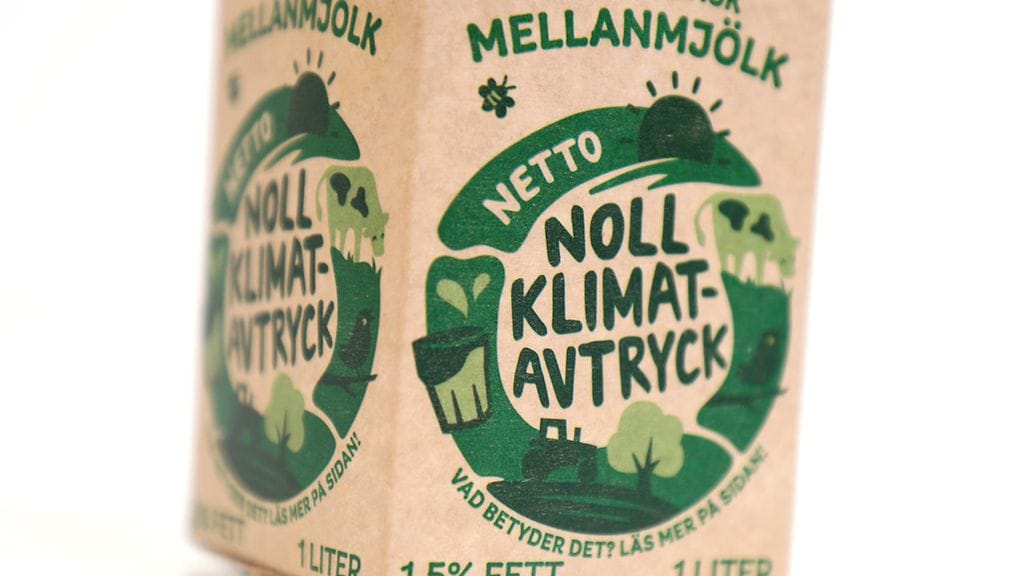 MELLANMJÖLK
NETTO
NOLL
KLIMAT-
AVTRYCK
DET? LÄS MER PÅ SIDAN!
FETT
1 LITER
MELLANMJÖLK
NETTO
NOLL
KLIMAT-
AVTRYCK
VAD BETYDER DET? LÄS MER PÅ SIDAN!
1,5% FETT
1 LITER